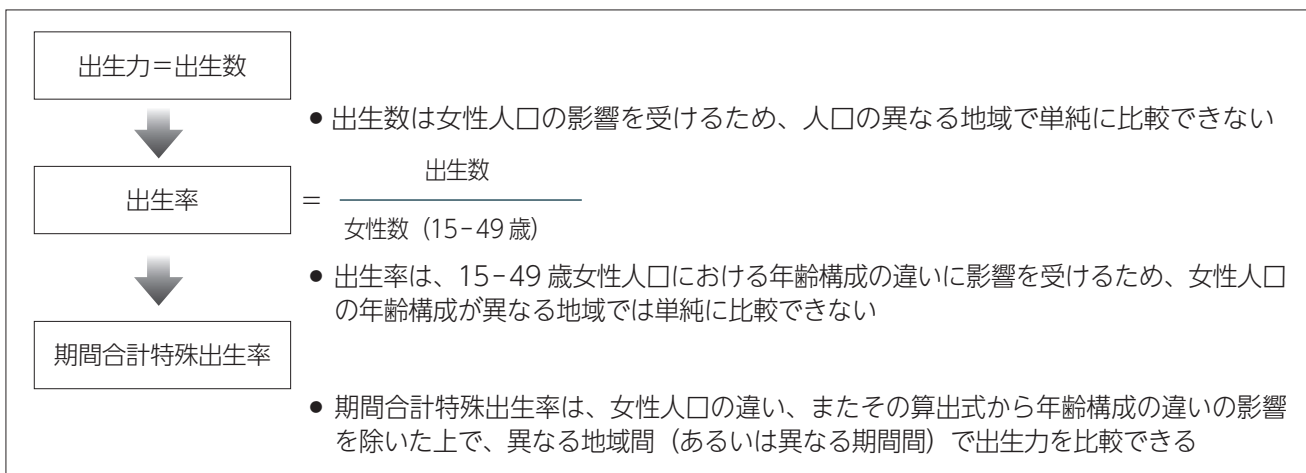 出生力＝出生数
● 出生数は女性人口の影響を受けるため、人口の異なる地域で単純に比較できない
出生率
＝
出生数
女性数（15−49 歳）
● 出生率は、15−49 歳女性人口における年齢構成の違いに影響を受けるため、女性人口
の年齢構成が異なる地域では単純に比較できない
期間合計特殊出生率
● 期間合計特殊出生率は、女性人口の違い、またその算出式から年齢構成の違いの影響
を除いた上で、異なる地域間（あるいは異なる期間間）で出生力を比較できる